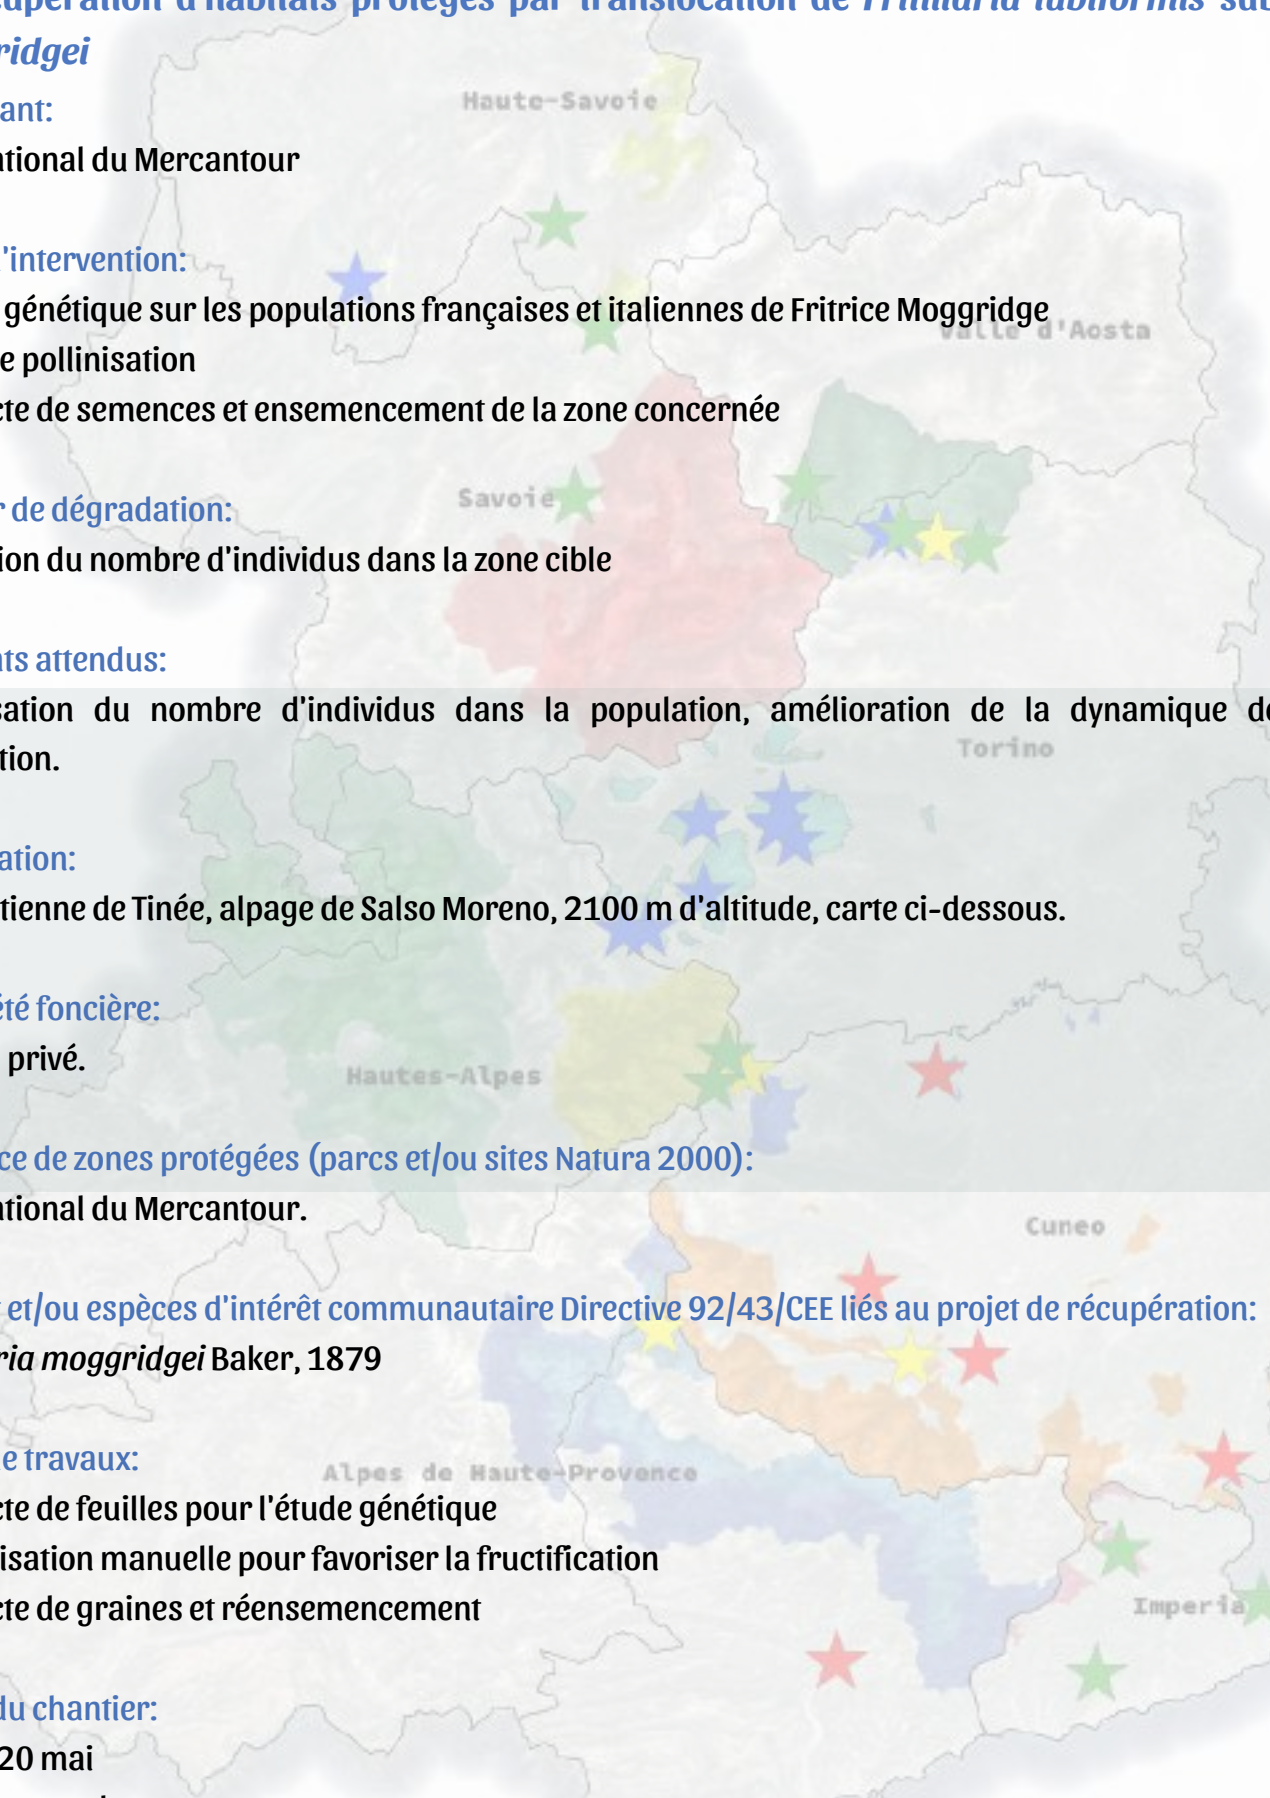 cupération d'habitats protégés par translocation de Fritillaria tubiformis sub
ridgei
ant:
ational du Mercantour
l'intervention:
génétique sur les populations françaises et italiennes de Fritrice Moggridge
e pollinisation
cte de semences et ensemencement de la zone concernée
r de dégradation:
ion du nombre d'individus dans la zone cible
ats attendus:
sation du nombre d'individus dans la population, amélioration de la dynamique de
tion.
ation:
tienne de Tinée, alpage de Salso Moreno, 2100 m d'altitude, carte ci-dessous.
été foncière:
privé.
ce de zones protégées (parcs et/ou sites Natura 2000):
ational du Mercantour.
et/ou espèces d'intérêt communautaire Directive 92/43/CEE liés au projet de récupération:
ria moggridgei Baker, 1879
e travaux:
cte de feuilles pour l'étude génétique
isation manuelle pour favoriser la fructification
cte de graines et réensemencement
du chantier:
20 mai
Haute-Savoie
Valle d'Aosta
Savoie
Torino
Hautes-Alpes
Cuneo
Alpes de Haute-Provence
Imperia